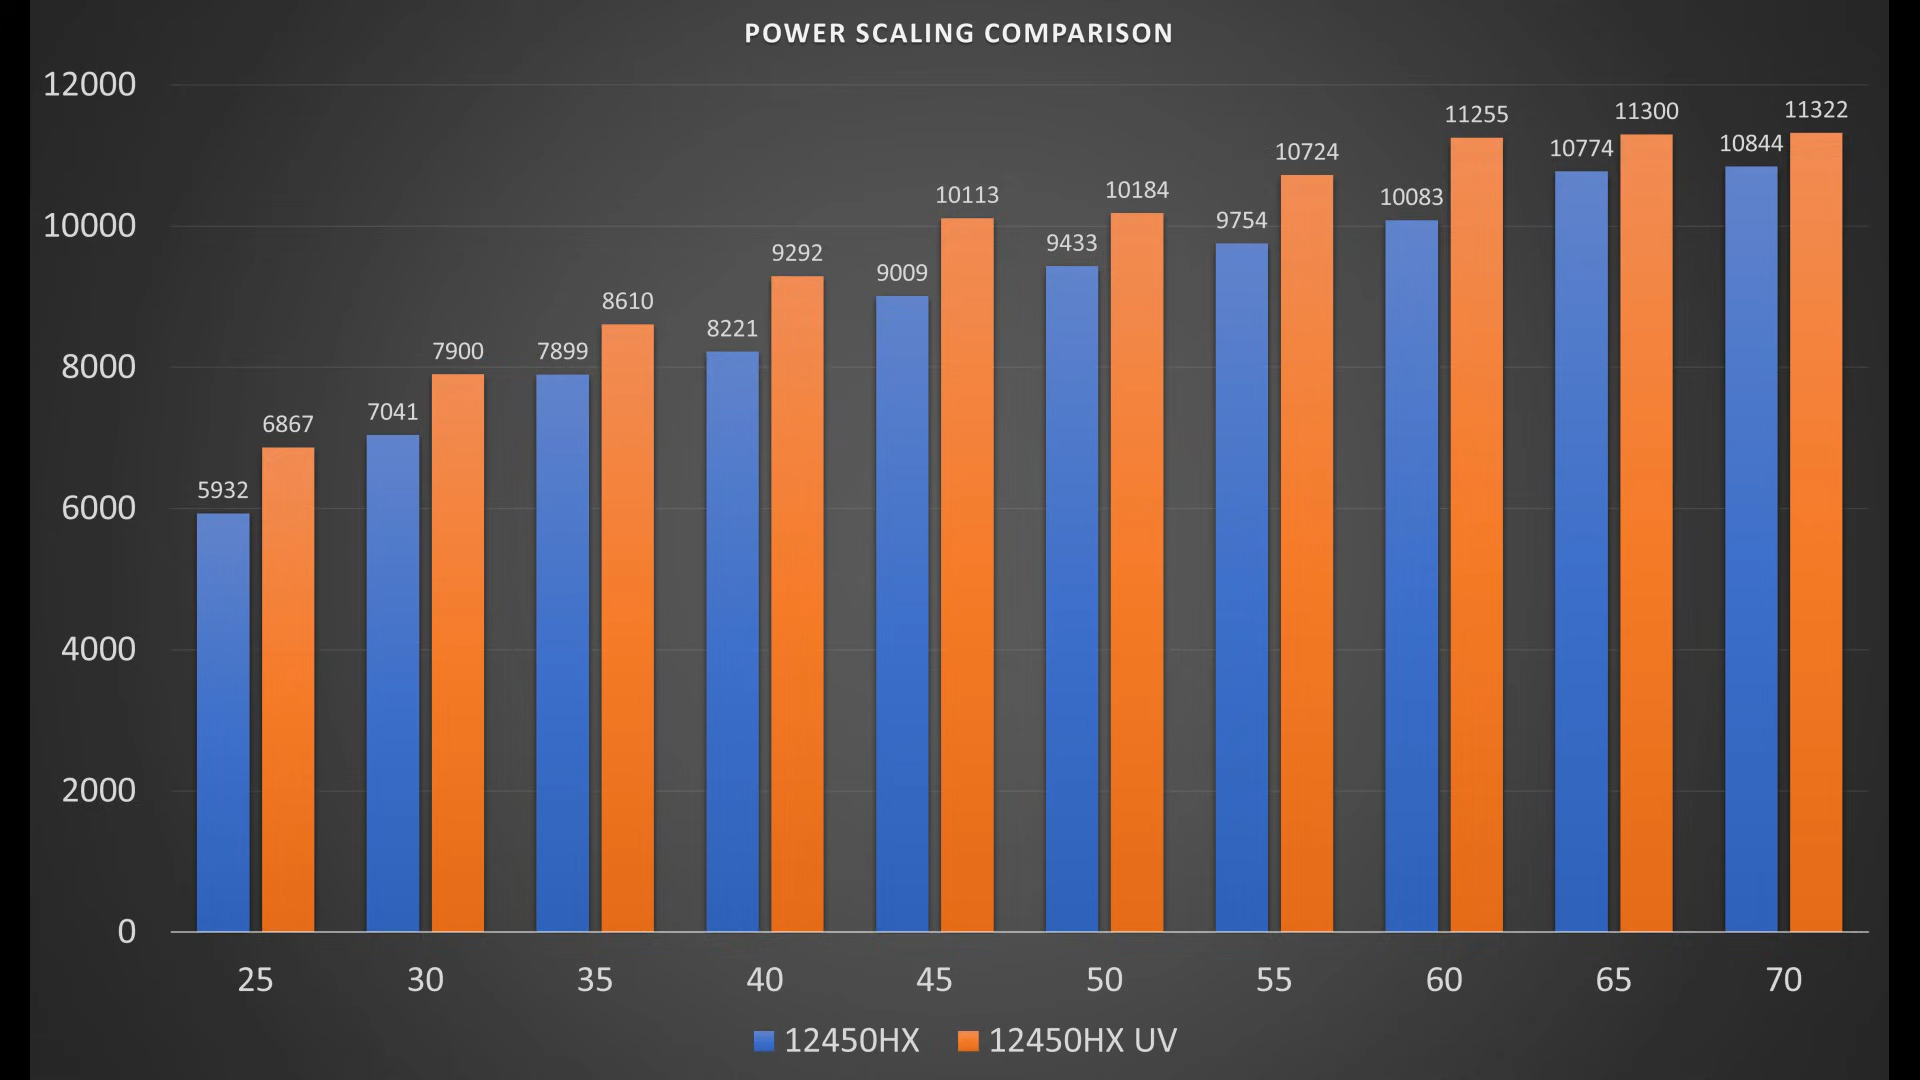 POWER SCALING COMPARISON
12000
10000
8000
6000
4000
2000
0
5932 6867 7041 7900 7899 8610 8221 9292 9009 10113 9433 10184 9754 10724 10083 11255 10774 11300 10844 11322
25 30 35 40 45 50 55 60 65 70
12450HX 12450HX UV